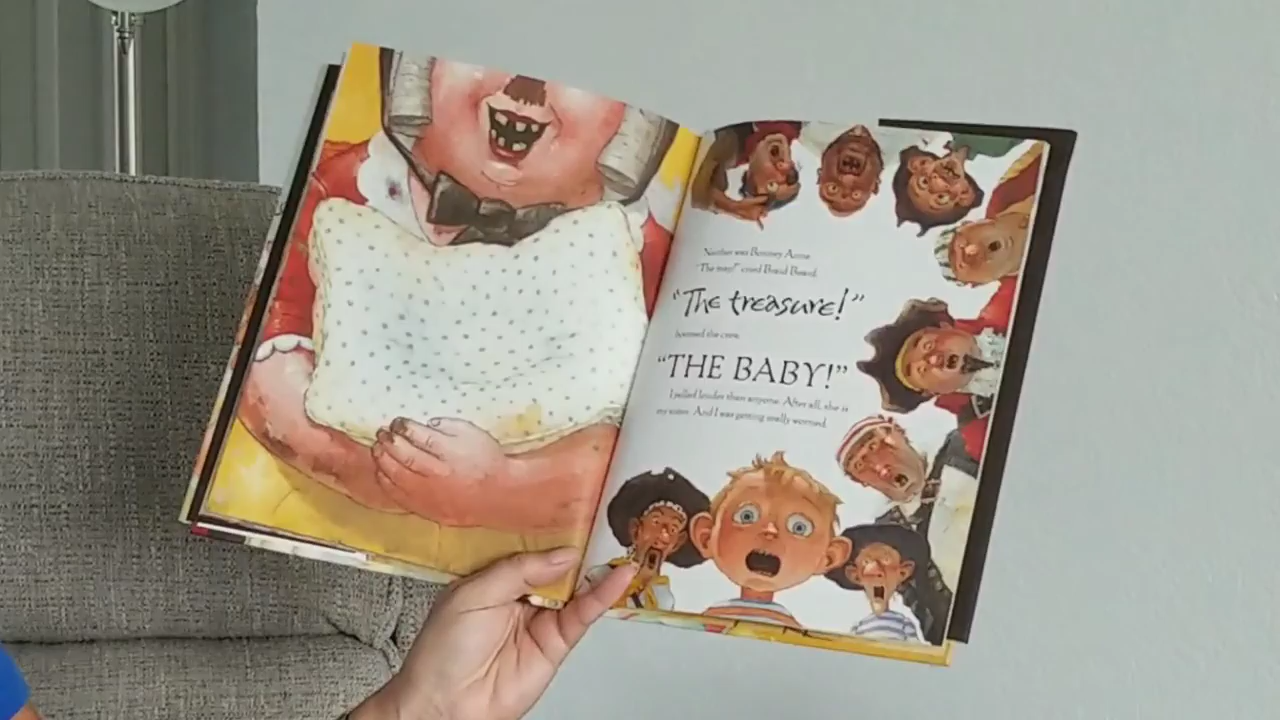 Neither was Bonney Anne.
"The map!" cried Braid Beard.
"The treasure!"
boomed the crew.
"THE BABY!"
I yelled louder than anyone. After all, she is
my sister. And I was getting really worried.